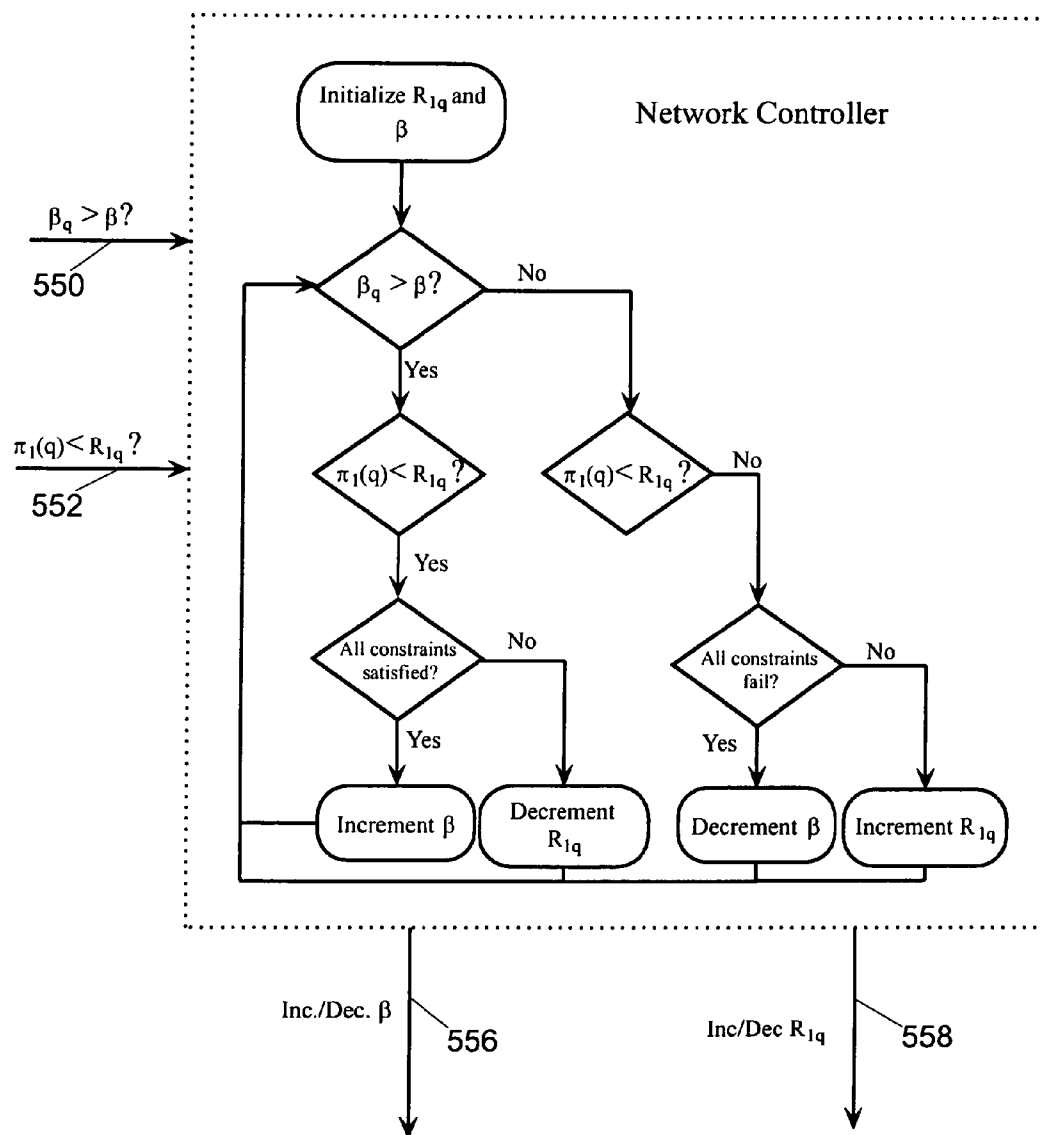 Initialize R1q and
β
Network Controller
βq > β?
550
βq > β?
No
Yes
π1(q) < R1q ?
552
π1(q) < R1q ?
π1(q) < R1q ?
No
Yes
All constraints
satisfied?
No
All constraints
fail?
No
Yes
Yes
Increment β
Decrement
R1q
Decrement β
Increment R1q
Inc./Dec. β
556
Inc/Dec R1q
558